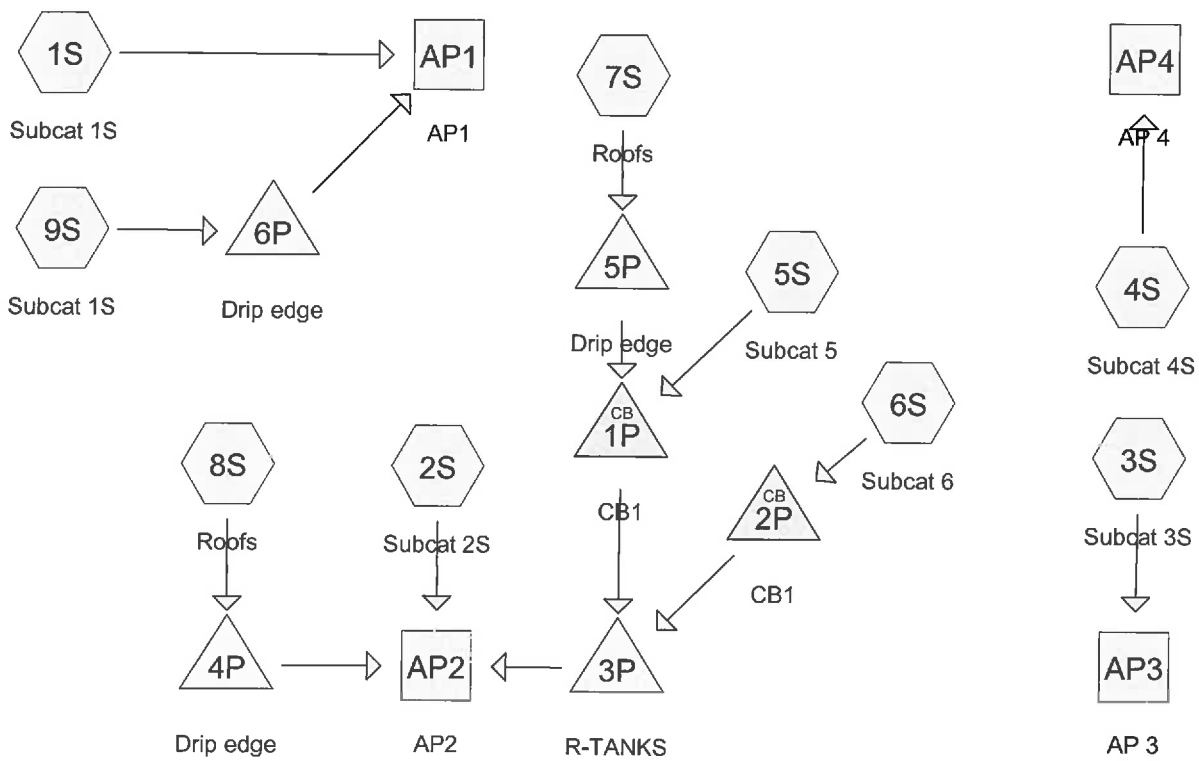 1S
Subcat 1S
AP1
AP1
9S
Subcat 1S
6P
Drip edge
7S
Roofs
5P
Drip edge
5S
Subcat 5
CB
1P
CB1
6S
Subcat 6
CB
2P
CB1
8S
Roofs
4P
Drip edge
2S
Subcat 2S
AP2
AP2
3P
R-TANKS
AP4
AP 4
4S
Subcat 4S
3S
Subcat 3S
AP3
AP 3